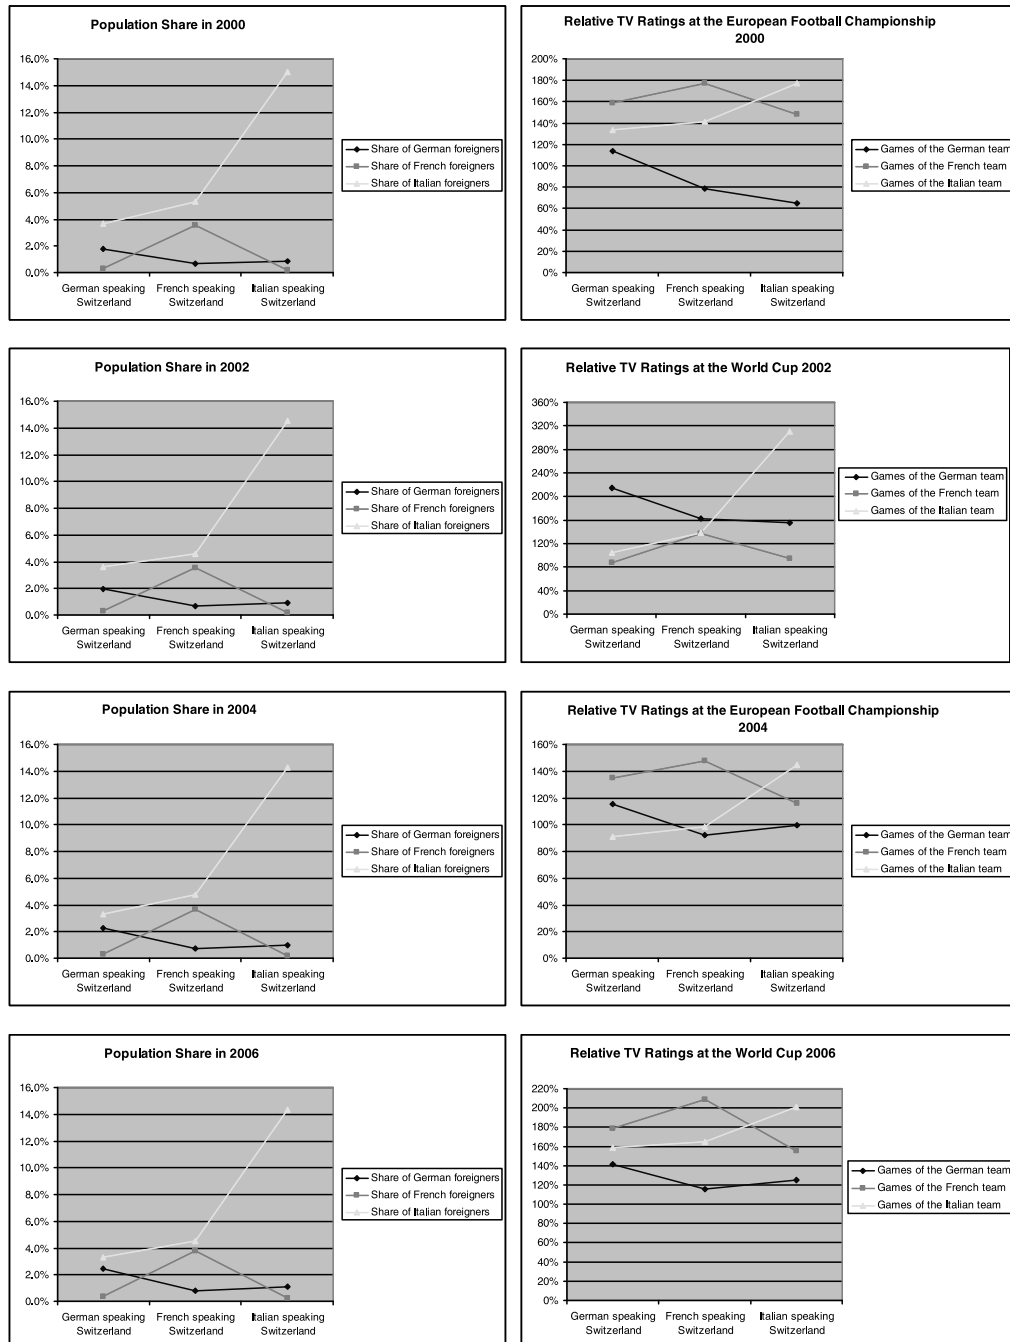 Population Share in 2000
16.0%
14.0%
12.0%
10.0%
8.0%
6.0%
4.0%
2.0%
0.0%
German speaking
Switzerland
French speaking
Switzerland
Italian speaking
Switzerland
Share of German foreigners
Share of French foreigners
Share of Italian foreigners
Relative TV Ratings at the European Football Championship
2000
200%
180%
160%
140%
120%
100%
80%
60%
40%
20%
0%
German speaking
Switzerland
French speaking
Switzerland
Italian speaking
Switzerland
Games of the German team
Games of the French team
Games of the Italian team
Population Share in 2002
16.0%
14.0%
12.0%
10.0%
8.0%
6.0%
4.0%
2.0%
0.0%
German speaking
Switzerland
French speaking
Switzerland
Italian speaking
Switzerland
Share of German foreigners
Share of French foreigners
Share of Italian foreigners
Relative TV Ratings at the World Cup 2002
360%
320%
280%
240%
200%
160%
120%
80%
40%
0%
German speaking
Switzerland
French speaking
Switzerland
Italian speaking
Switzerland
Games of the German team
Games of the French team
Games of the Italian team
Population Share in 2004
16.0%
14.0%
12.0%
10.0%
8.0%
6.0%
4.0%
2.0%
0.0%
German speaking
Switzerland
French speaking
Switzerland
Italian speaking
Switzerland
Share of German foreigners
Share of French foreigners
Share of Italian foreigners
Relative TV Ratings at the European Football Championship
2004
160%
140%
120%
100%
80%
60%
40%
20%
0%
German speaking
Switzerland
French speaking
Switzerland
Italian speaking
Switzerland
Games of the German team
Games of the French team
Games of the Italian team
Population Share in 2006
16.0%
14.0%
12.0%
10.0%
8.0%
6.0%
4.0%
2.0%
0.0%
German speaking
Switzerland
French speaking
Switzerland
Italian speaking
Switzerland
Share of German foreigners
Share of French foreigners
Share of Italian foreigners
Relative TV Ratings at the World Cup 2006
220%
200%
180%
160%
140%
120%
100%
80%
60%
40%
20%
0%
German speaking
Switzerland
French speaking
Switzerland
Italian speaking
Switzerland
Games of the German team
Games of the French team
Games of the Italian team